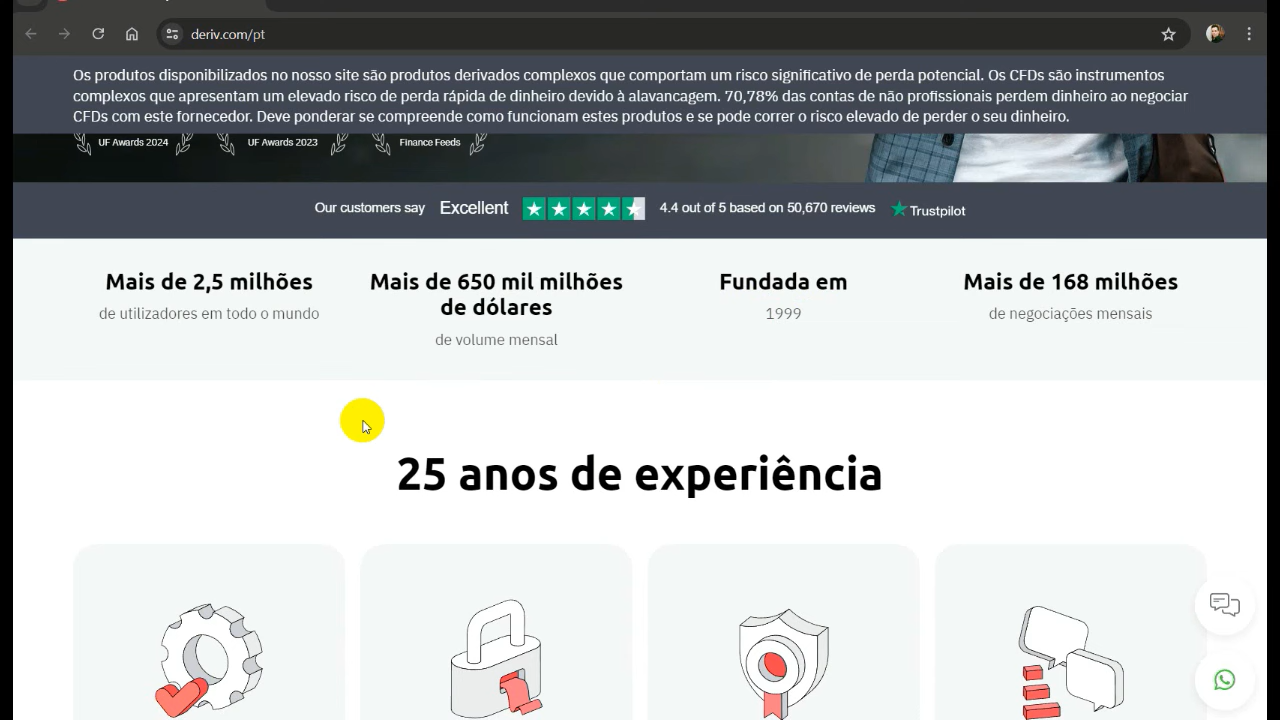 deriv.com/pt
Os produtos disponibilizados no nosso site são produtos derivados complexos que comportam um risco significativo de perda potencial. Os CFDs são instrumentos
complexos que apresentam um elevado risco de perda rápida de dinheiro devido à alavancagem. 70,78% das contas de não profissionais perdem dinheiro ao negociar
CFDs com este fornecedor. Deve ponderar se compreende como funcionam estes produtos e se pode correr o risco elevado de perder o seu dinheiro.
UF Awards 2024 UF Awards 2023 Finance Feeds
Our customers say Excellent 4.4 out of 5 based on 50,670 reviews Trustpilot
Mais de 2,5 milhões
de utilizadores em todo o mundo
Mais de 650 mil milhões
de dólares
de volume mensal
Fundada em
1999
Mais de 168 milhões
de negociações mensais
25 anos de experiência